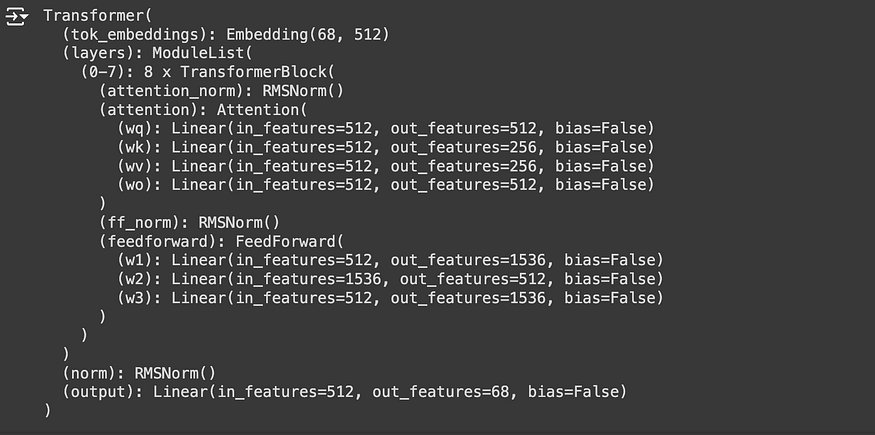 Transformer(
  (tok_embeddings): Embedding(68, 512)
  (layers): ModuleList(
    (0-7): 8 x TransformerBlock(
      (attention_norm): RMSNorm()
      (attention): Attention(
        (wq): Linear(in_features=512, out_features=512, bias=False)
        (wk): Linear(in_features=512, out_features=256, bias=False)
        (wv): Linear(in_features=512, out_features=256, bias=False)
        (wo): Linear(in_features=512, out_features=512, bias=False)
      )
      (ff_norm): RMSNorm()
      (feedforward): FeedForward(
        (w1): Linear(in_features=512, out_features=1536, bias=False)
        (w2): Linear(in_features=1536, out_features=512, bias=False)
        (w3): Linear(in_features=512, out_features=1536, bias=False)
      )
    )
  )
  (norm): RMSNorm()
  (output): Linear(in_features=512, out_features=68, bias=False)
)